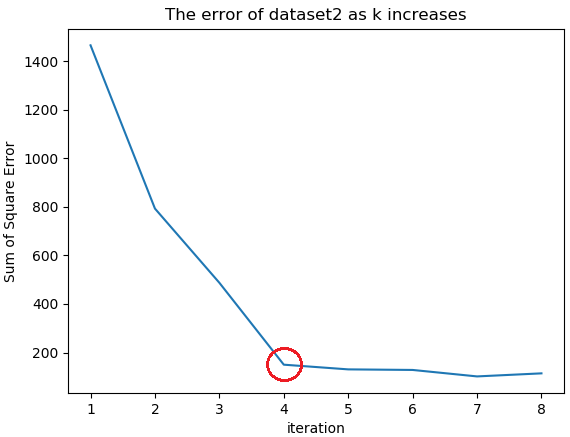 The error of dataset2 as k increases
Sum of Square Error
1400
1200
1000
800
600
400
200
1 2 3 4 5 6 7 8
iteration